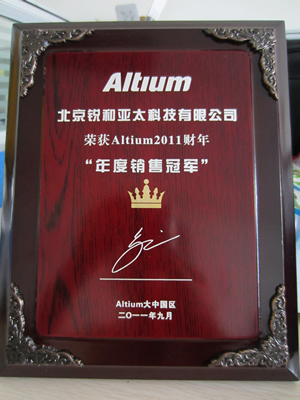 Altıum
北京锐和亚太科技有限公司
荣获Altium2011财年
“年度销售冠军”
Altium大中国区
二〇一一年九月